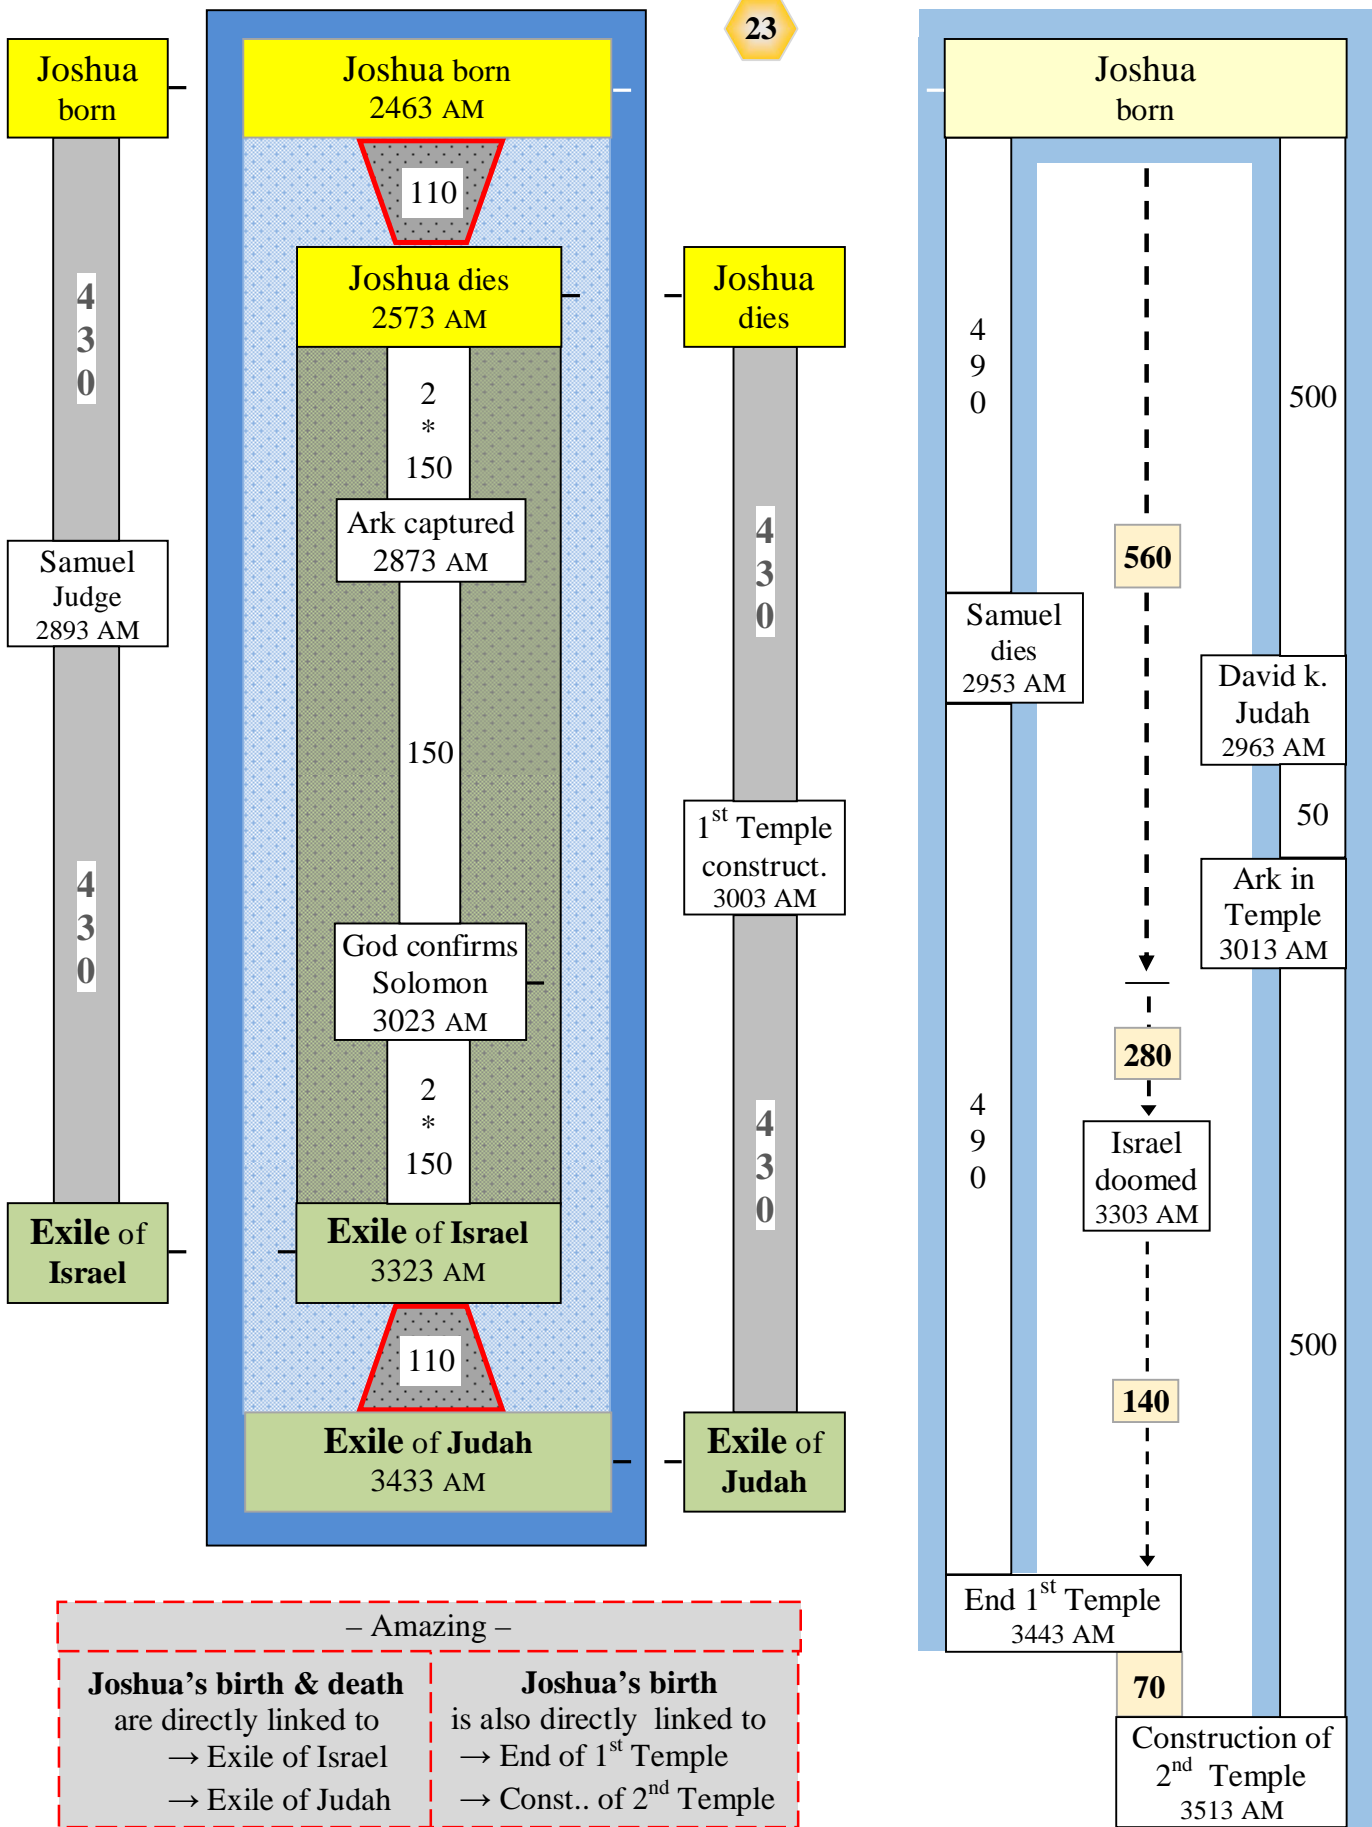 23
Joshua
born
4
3
0
Samuel
Judge
2893 AM
4
3
0
Exile of
Israel
Joshua born
2463 AM
110
Joshua dies
2573 AM
2
*
150
Ark captured
2873 AM
150
God confirms
Solomon
3023 AM
2
*
150
Exile of Israel
3323 AM
110
Exile of Judah
3433 AM
Joshua
dies
4
3
0
1st Temple
construct.
3003 AM
4
3
0
Exile of
Judah
Joshua
born
4
9
0
Samuel
dies
2953 AM
4
9
0
560
280
Israel
doomed
3303 AM
140
End 1st Temple
3443 AM
70
500
David k.
Judah
2963 AM
50
Ark in
Temple
3013 AM
500
Construction of
2nd Temple
3513 AM
– Amazing –
Joshua’s birth & death
are directly linked to
→ Exile of Israel
→ Exile of Judah
Joshua’s birth
is also directly linked to
→ End of 1st Temple
→ Const.. of 2nd Temple